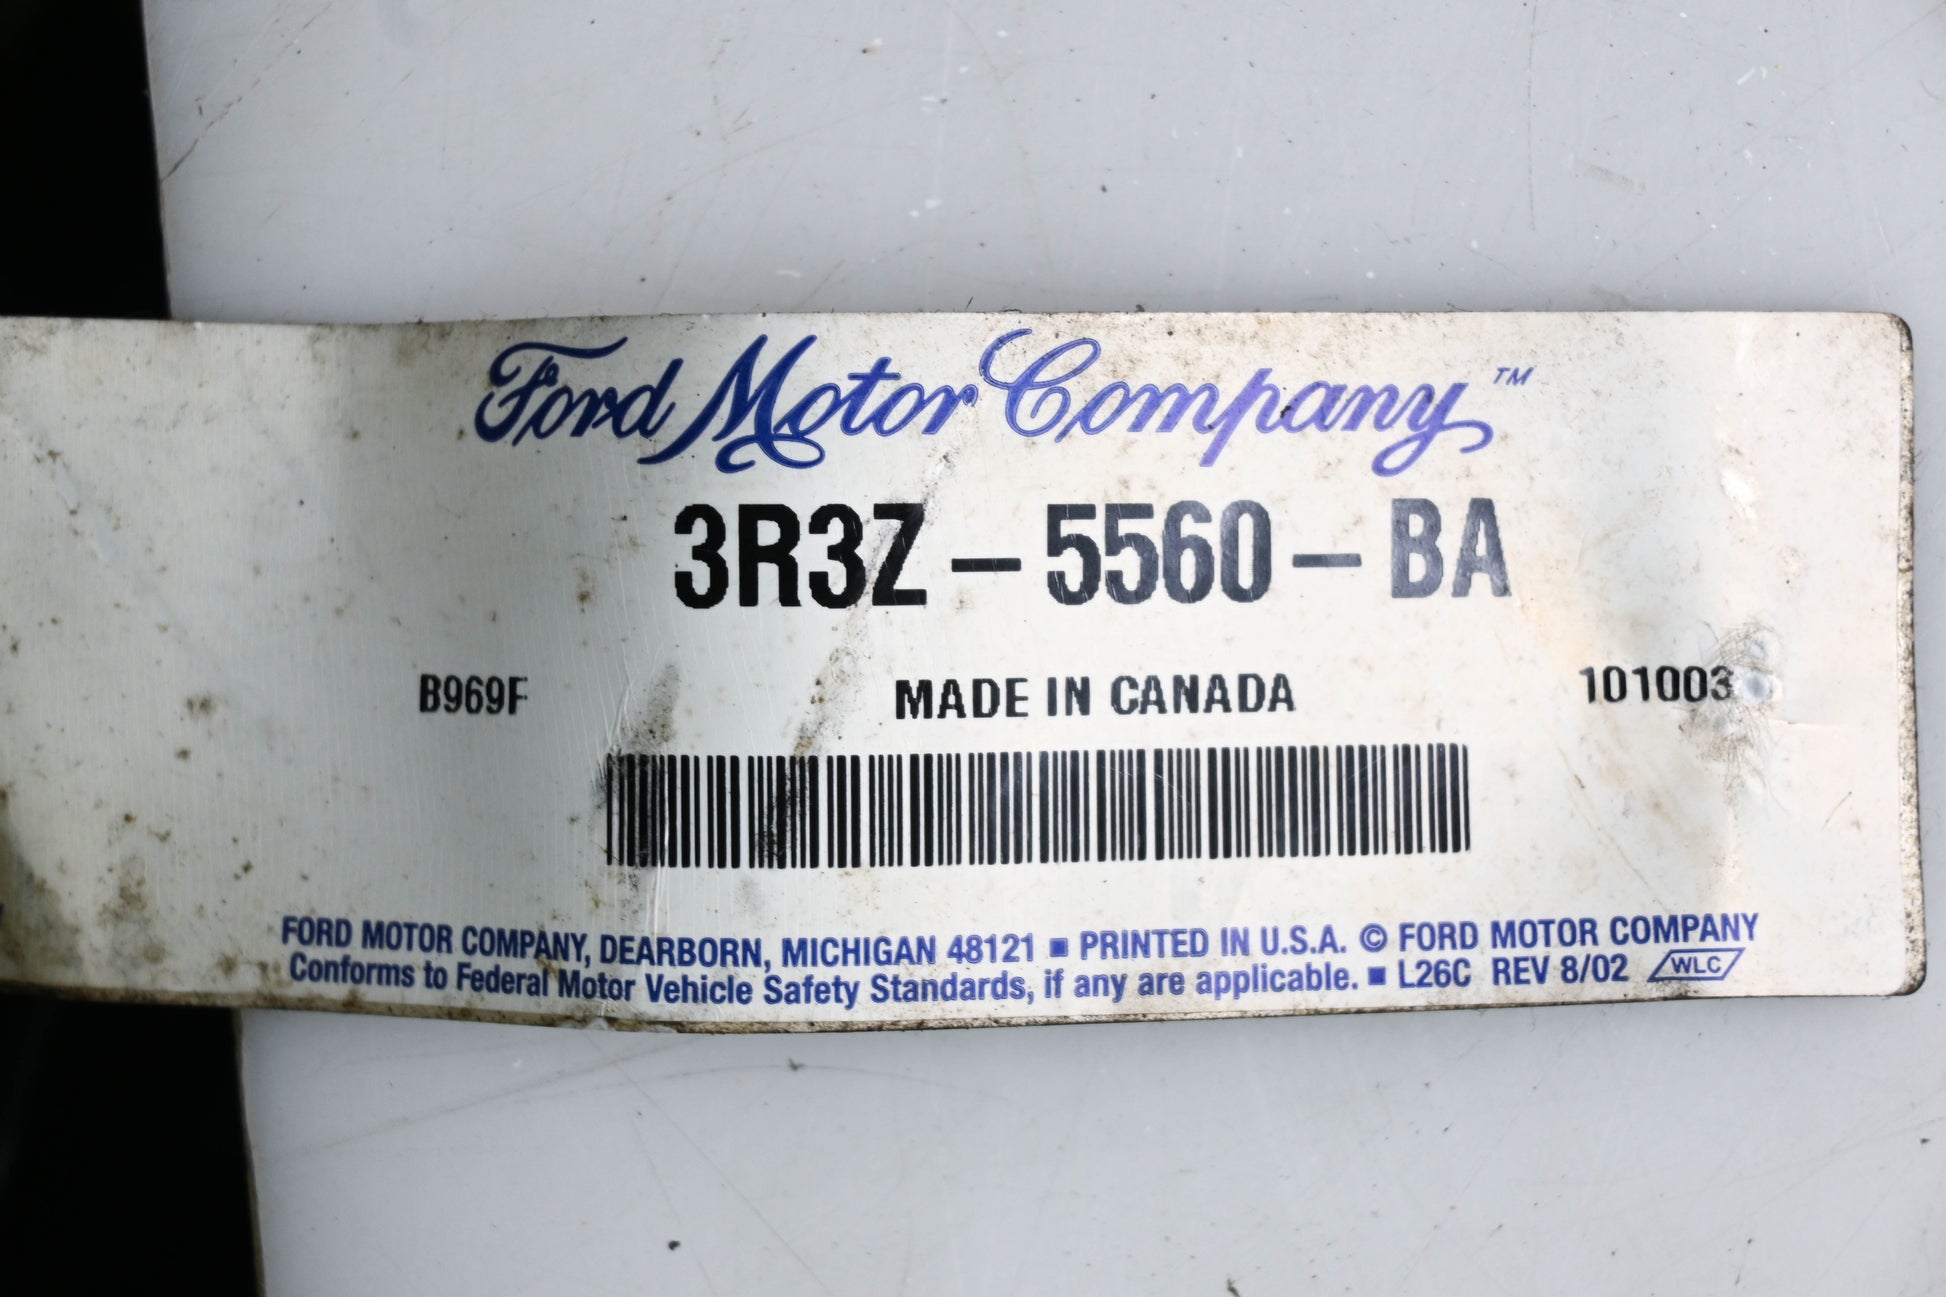 Ford Motor Company™
3R3Z-5560-BA
B969F MADE IN CANADA 101003
FORD MOTOR COMPANY, DEARBORN, MICHIGAN 48121 ■ PRINTED IN U.S.A. © FORD MOTOR COMPANY
Conforms to Federal Motor Vehicle Safety Standards, if any are applicable. ■ L26C REV 8/02 WLC